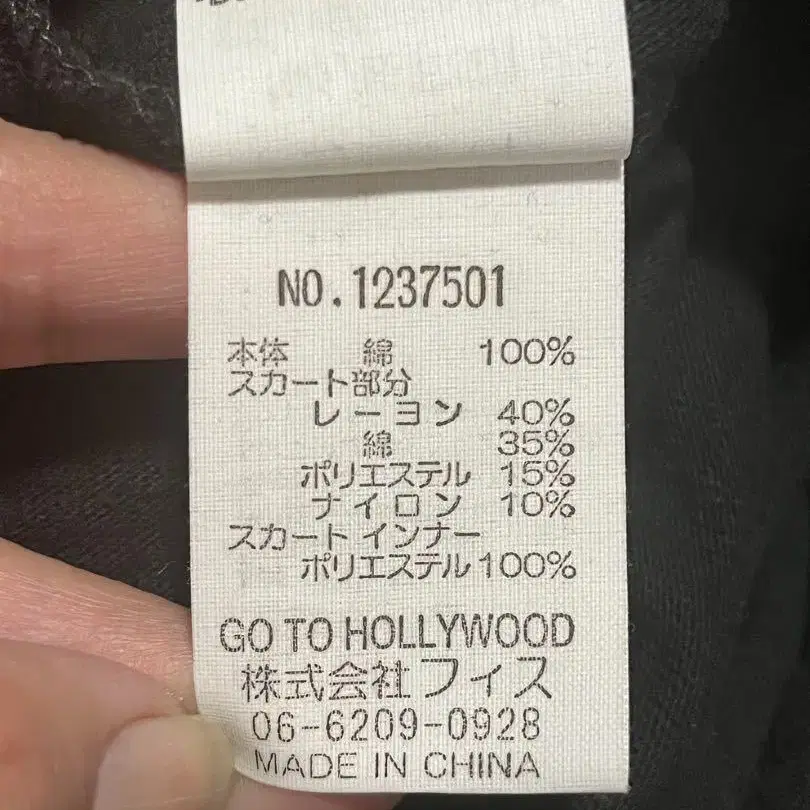 NO.1237501
本体 綿 100%
スカート部分
レーヨン 40%
綿 35%
ポリエステル 15%
ナイロン 10%
スカートインナー
ポリエステル100%
GO TO HOLLYWOOD
株式会社フィス
06-6209-0928
MADE IN CHINA